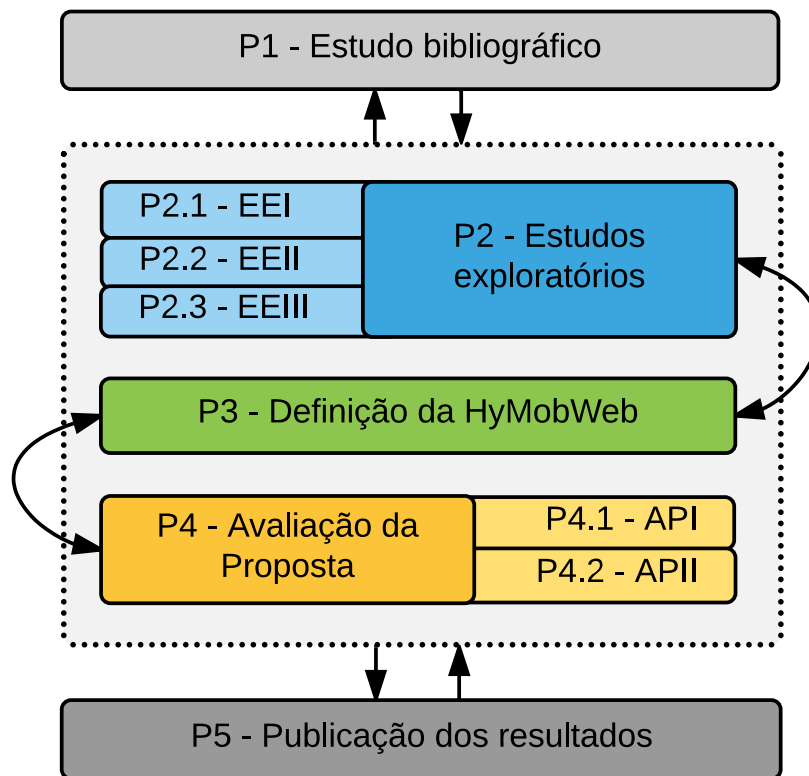 P1 - Estudo bibliográfico
P2.1 - EEI
P2.2 - EEII
P2.3 - EEIII
P2 - Estudos
exploratórios
P3 - Definição da HyMobWeb
P4 - Avaliação da
Proposta
P4.1 - API
P4.2 - APII
P5 - Publicação dos resultados